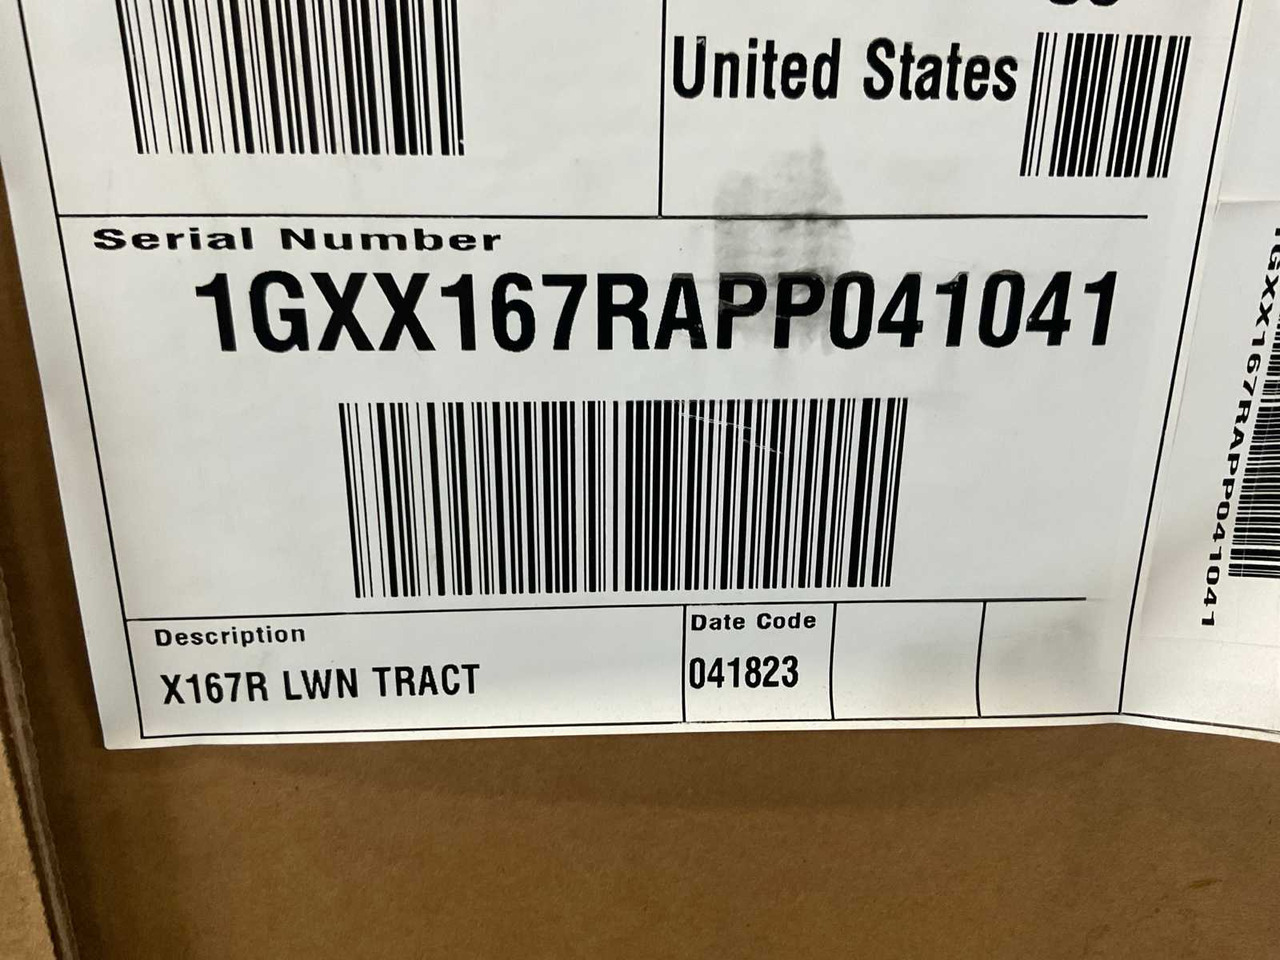 United States
Serial Number
1GXX167RAPP041041
1GXX167RAPP041041
Description
Date Code
X167R LWN TRACT
041823